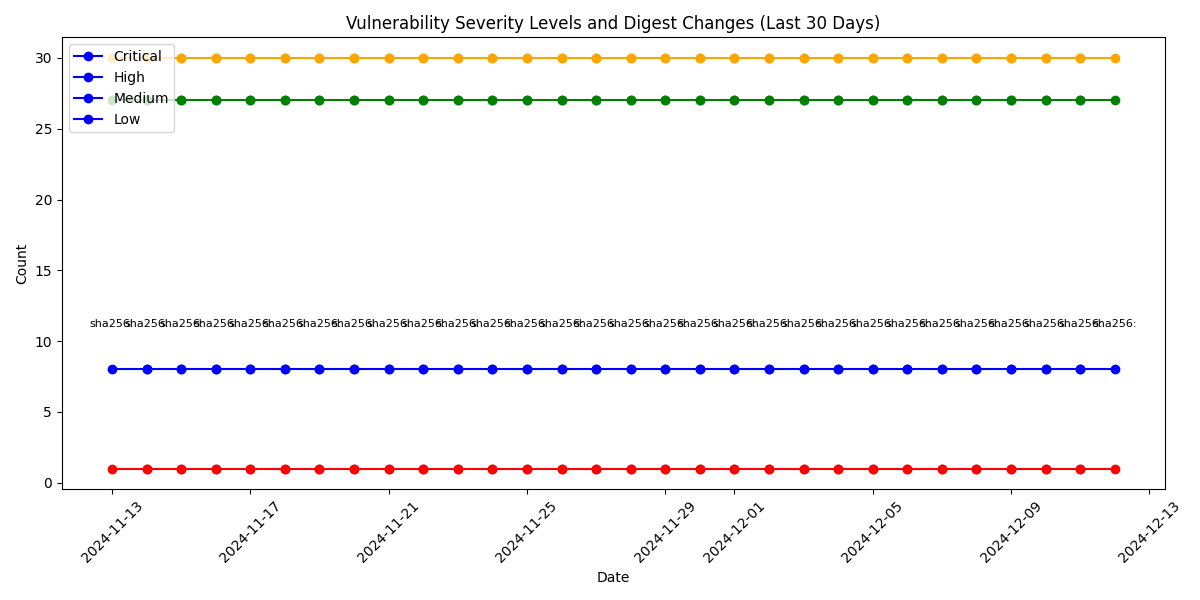 Vulnerability Severity Levels and Digest Changes (Last 30 Days)
Critical
High
Medium
Low
30
25
20
15
10
5
0
Count
sha256: sha256: sha256: sha256: sha256: sha256: sha256: sha256: sha256: sha256: sha256: sha256: sha256: sha256: sha256: sha256: sha256: sha256: sha256: sha256: sha256: sha256: sha256: sha256: sha256: sha256: sha256: sha256: sha256: sha256:
2024-11-13
2024-11-17
2024-11-21
2024-11-25
2024-11-29
2024-12-01
2024-12-05
2024-12-09
2024-12-13
Date